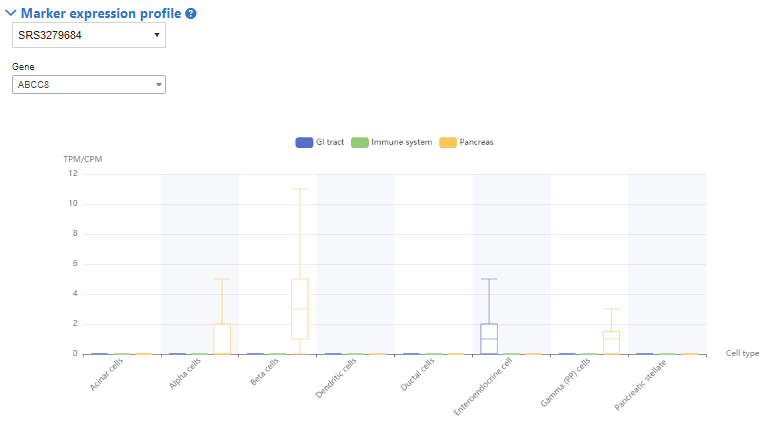 Marker expression profile ?
SRS3279684
Gene
ABCC8
GI tract Immune system Pancreas
TPM/CPM
12
10
8
6
4
2
0
Cell type
Acinar cells
Alpha cells
Beta cells
Dendritic cells
Ductal cells
Enteroendocrine cell
Gamma (PP) cells
Pancreatic stellate